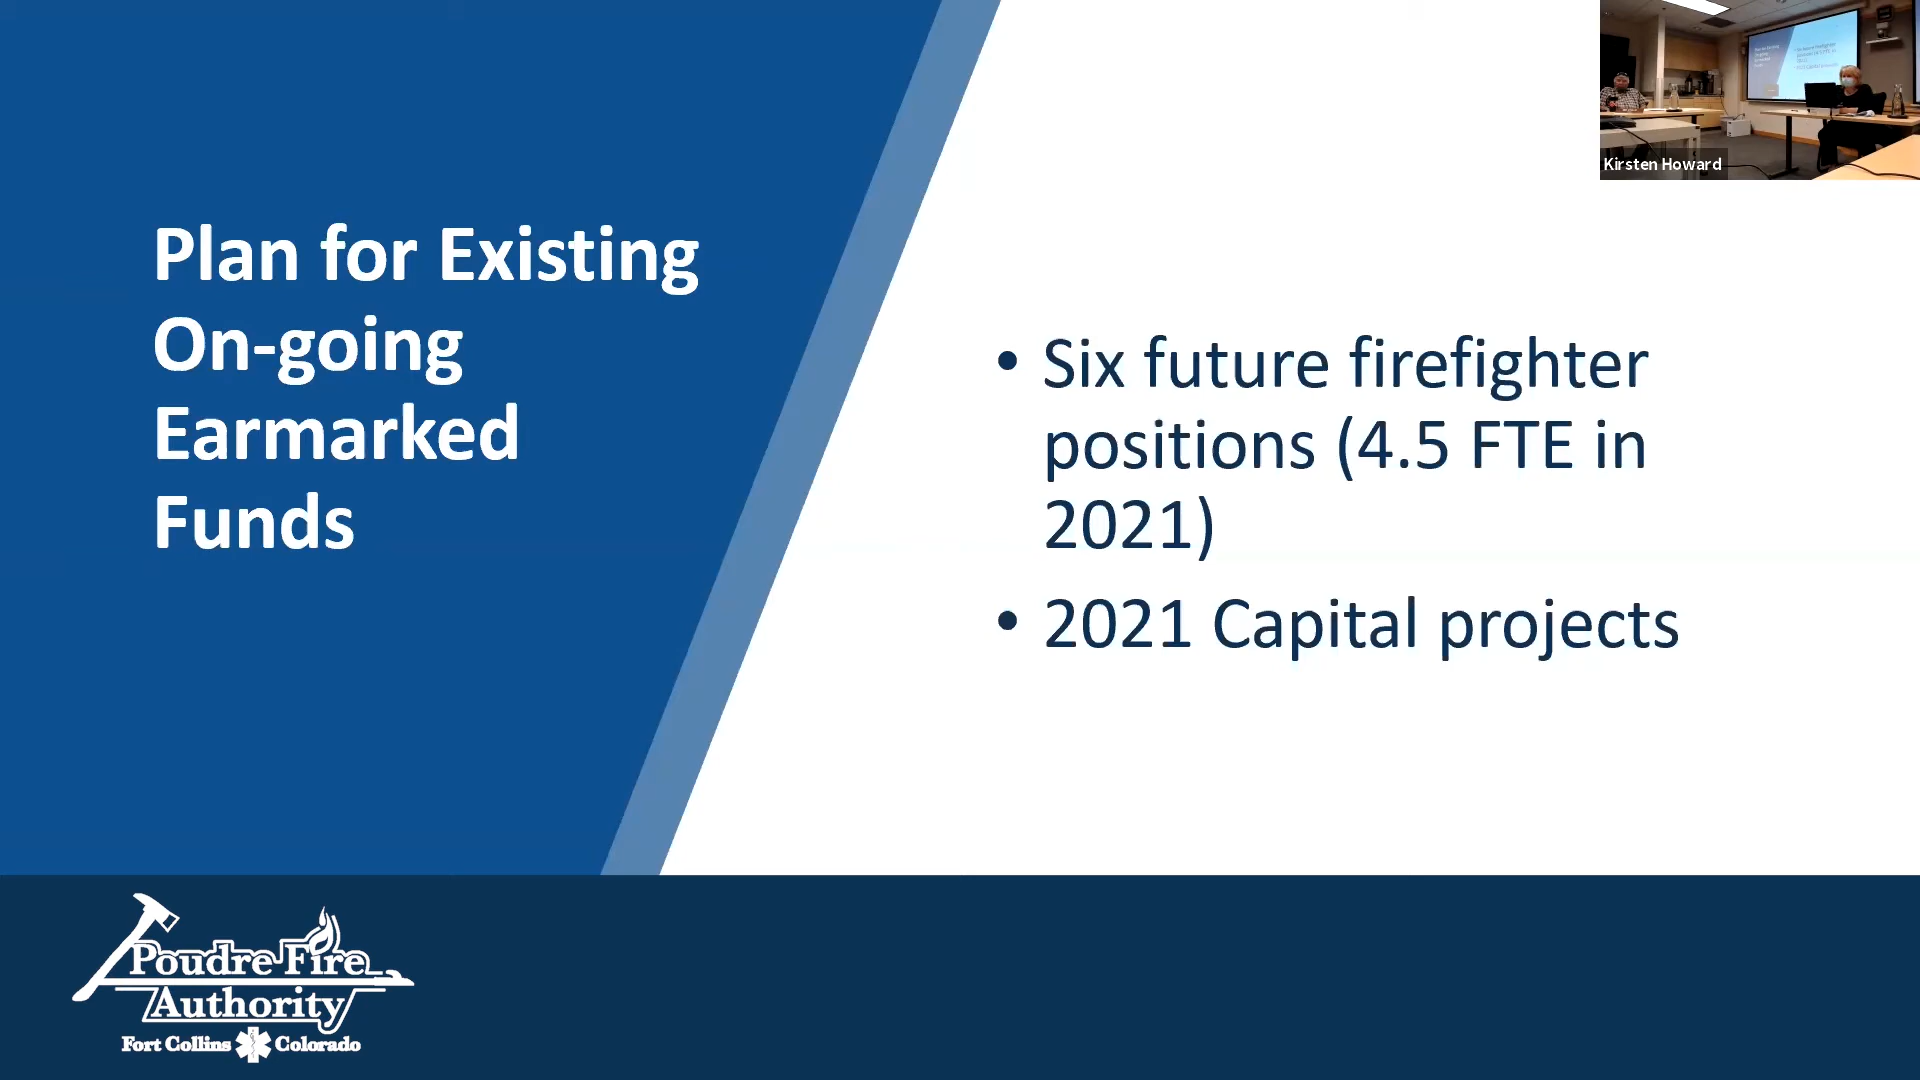 Plan for Existing
On-going
Earmarked
Funds
• Six future firefighter
positions (4.5 FTE in
2021)
• 2021 Capital projects
Kirsten Howard
Poudre Fire
Authority
Fort Collins Colorado